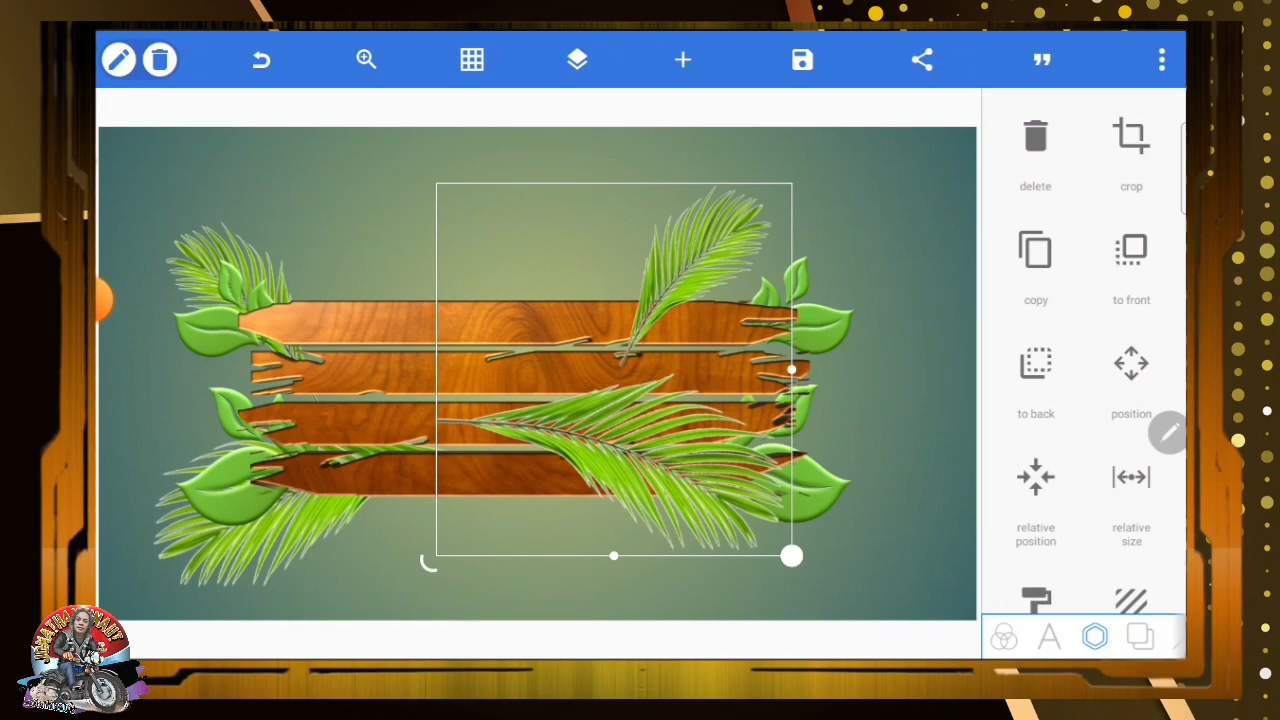 delete
crop
copy
to front
to back
position
relative
position
relative
size
A